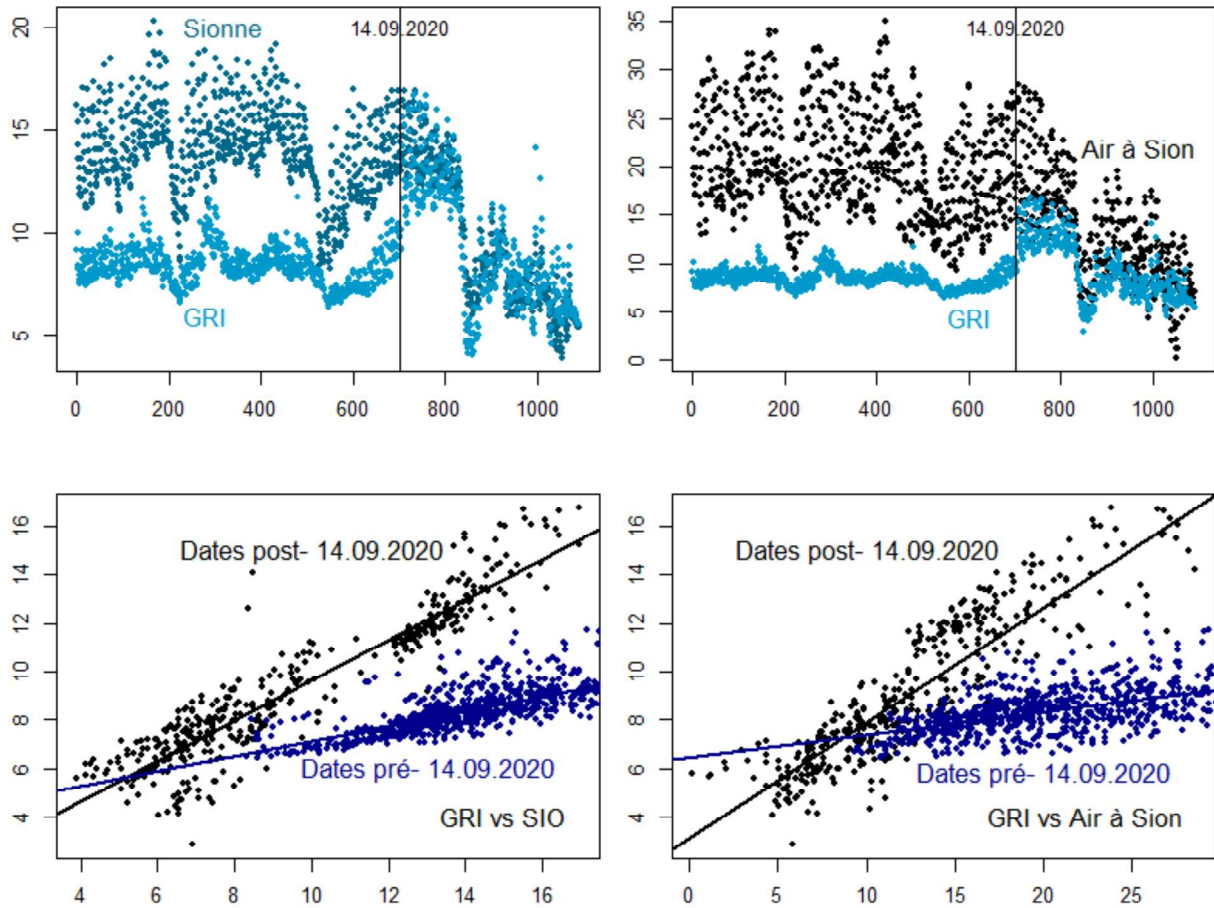 Sionne
14.09.2020
GRI
20
15
10
5
0 200 400 600 800 1000
14.09.2020
Air à Sion
GRI
35
30
25
20
15
10
5
0
0 200 400 600 800 1000
Dates post- 14.09.2020
Dates pré- 14.09.2020
GRI vs SIO
16
14
12
10
8
6
4
4 6 8 10 12 14 16
Dates post- 14.09.2020
Dates pré- 14.09.2020
GRI vs Air à Sion
16
14
12
10
8
6
4
0 5 10 15 20 25